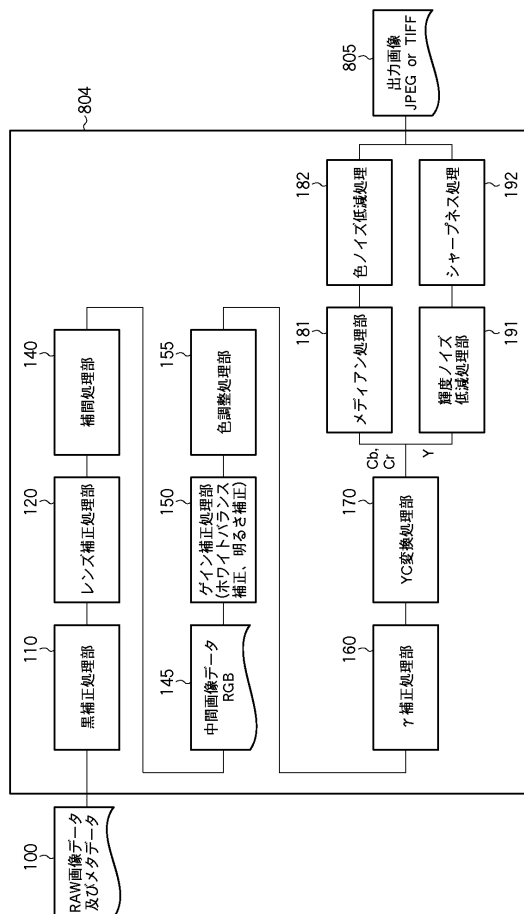 100
RAW画像データ
及びメタデータ
804
110
黒補正処理部
120
レンズ補正処理部
140
補間処理部
145
中間画像データ
RGB
150
ゲイン補正処理部
(ホワイトバランス
補正、明るさ補正)
155
色調整処理部
160
γ補正処理部
170
YC変換処理部
Cb,
Cr
Y
181
メディアン処理部
182
色ノイズ低減処理
191
輝度ノイズ
低減処理部
192
シャープネス処理
805
出力画像
JPEG or TIFF